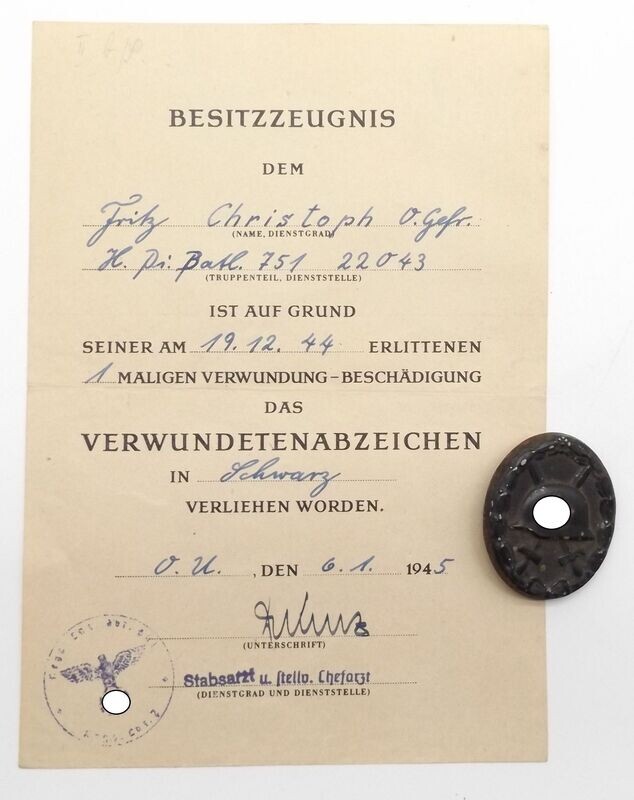 BESITZZEUGNIS
DEM
Fritz Christoph O.Gefr.
(NAME, DIENSTGRAD)
H. Pi. Batl. 751 22043
(TRUPPENTEIL, DIENSTSTELLE)
IST AUF GRUND
SEINER AM 19.12.44 ERLITTENEN
1 MALIGEN VERWUNDUNG-BESCHÄDIGUNG
DAS
VERWUNDETENABZEICHEN
IN Schwarz
VERLIEHEN WORDEN.
O.U. , DEN 6.1. 1945
(UNTERSCHRIFT)
Stabsarzt u. stellv. Chefarzt
(DIENSTGRAD UND DIENSTSTELLE)